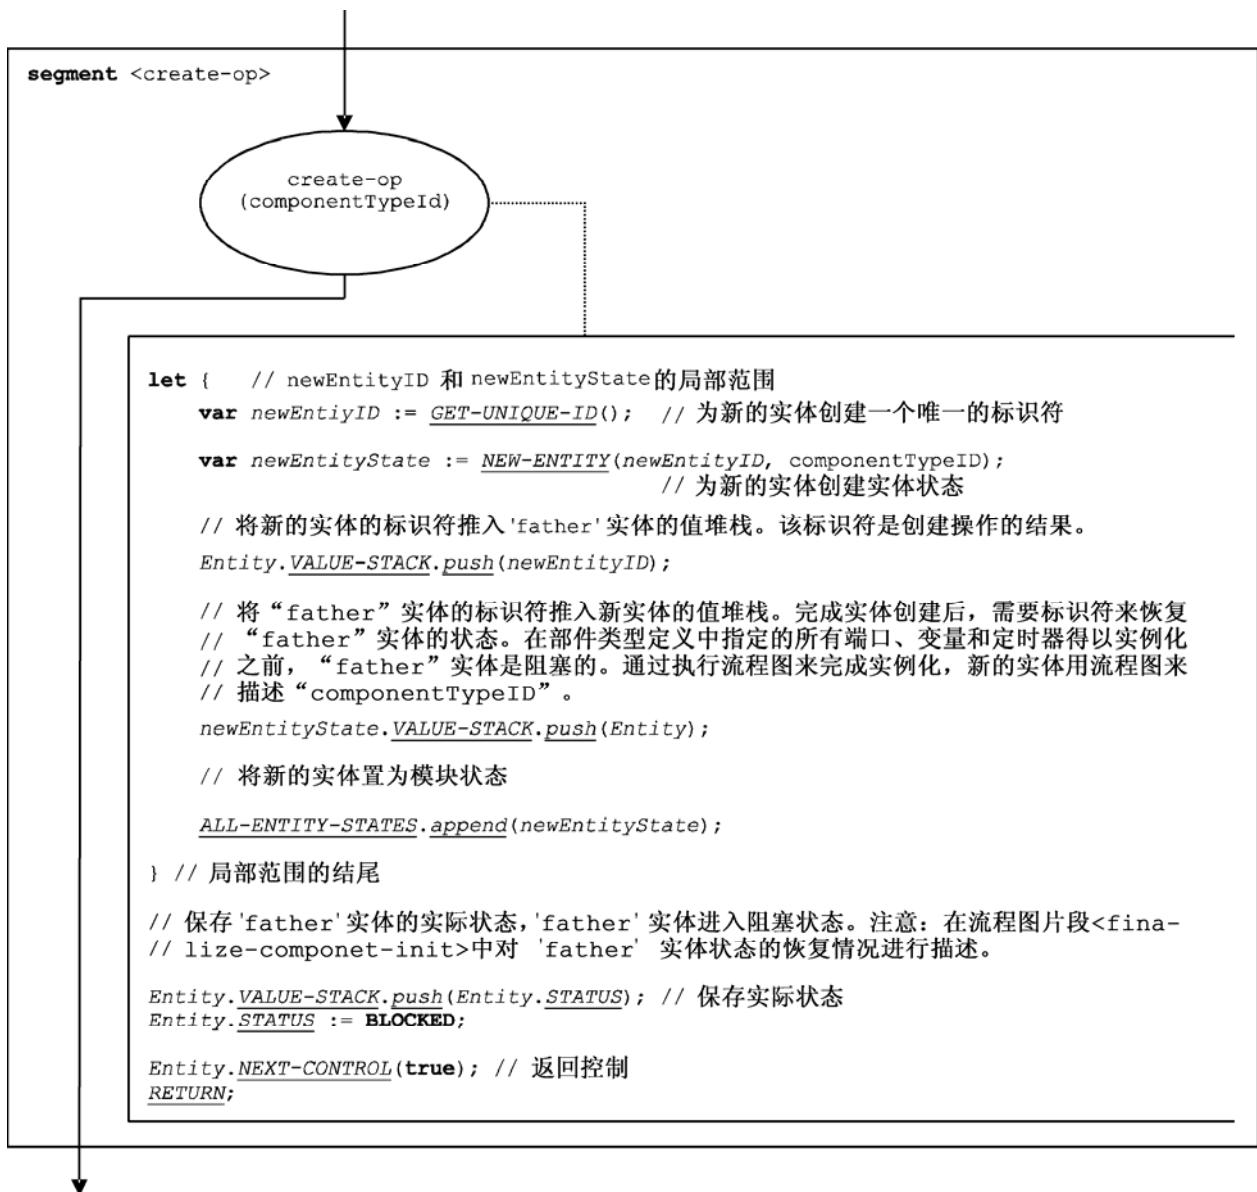 segment <create-op>
create-op
(componentTypeId)
let {   // newEntityID 和 newEntityState的局部范围
var newEntiyID := GET-UNIQUE-ID();  // 为新的实体创建一个唯一的标识符
var newEntityState := NEW-ENTITY(newEntityID, componentTypeID);
// 为新的实体创建实体状态
// 将新的实体的标识符推入'father'实体的值堆栈。该标识符是创建操作的结果。
Entity.VALUE-STACK.push(newEntityID);
// 将“father”实体的标识符推入新实体的值堆栈。完成实体创建后，需要标识符来恢复
// “father”实体的状态。在部件类型定义中指定的所有端口、变量和定时器得以实例化
// 之前，“father”实体是阻塞的。通过执行流程图来完成实例化，新的实体用流程图来
// 描述“componentTypeID”。
newEntityState.VALUE-STACK.push(Entity);
// 将新的实体置为模块状态
ALL-ENTITY-STATES.append(newEntityState);
} // 局部范围的结尾
// 保存'father'实体的实际状态，'father'实体进入阻塞状态。注意：在流程图片段<fina-
// lize-componet-init>中对 'father' 实体状态的恢复情况进行描述。
Entity.VALUE-STACK.push(Entity.STATUS); // 保存实际状态
Entity.STATUS := BLOCKED;
Entity.NEXT-CONTROL(true); // 返回控制
RETURN;